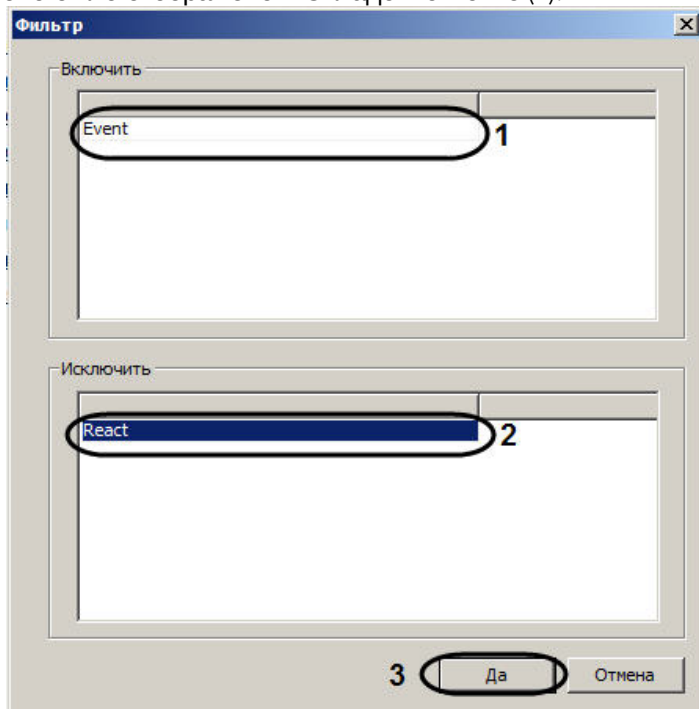 Фильтр
Включить
Event
1
Исключить
React
2
3
Да
Отмена